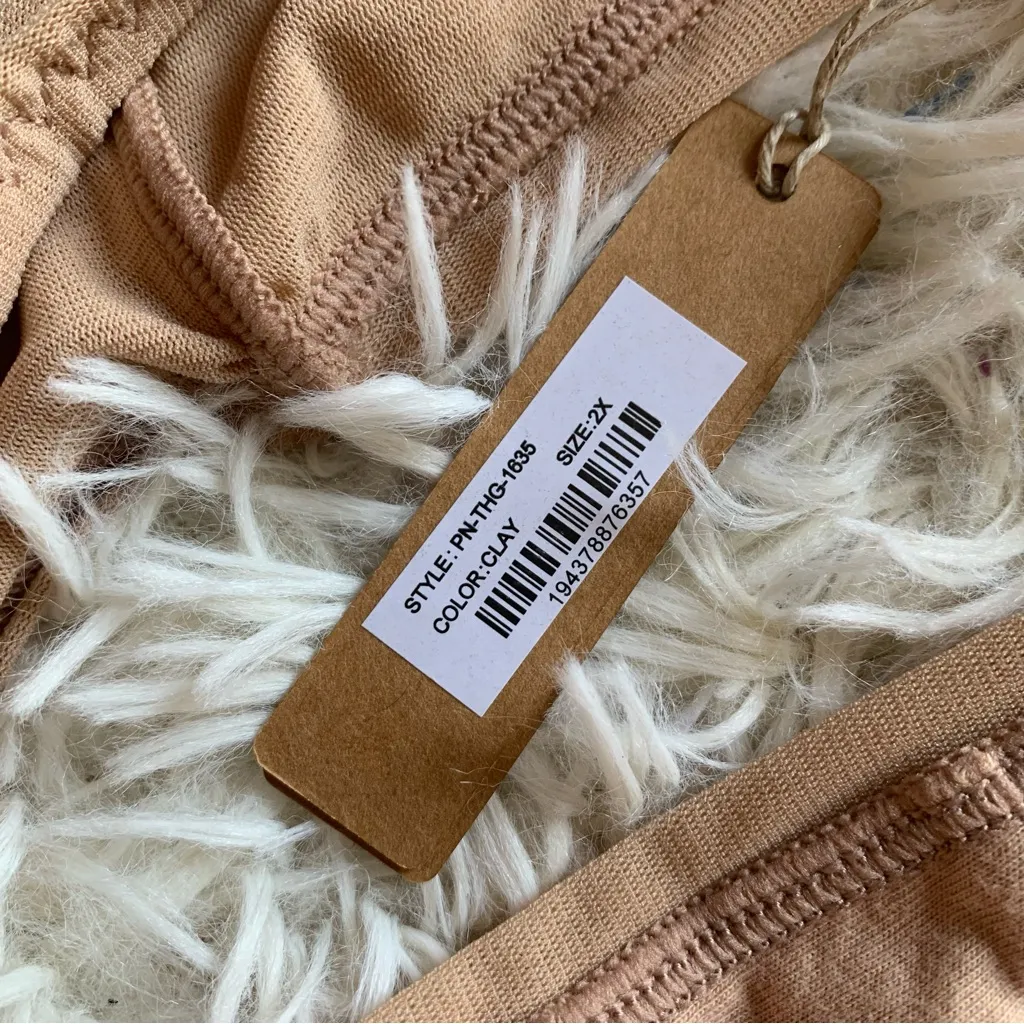 STYLE: PN-THG-1635
COLOR:CLAY SIZE:2X
194378876357